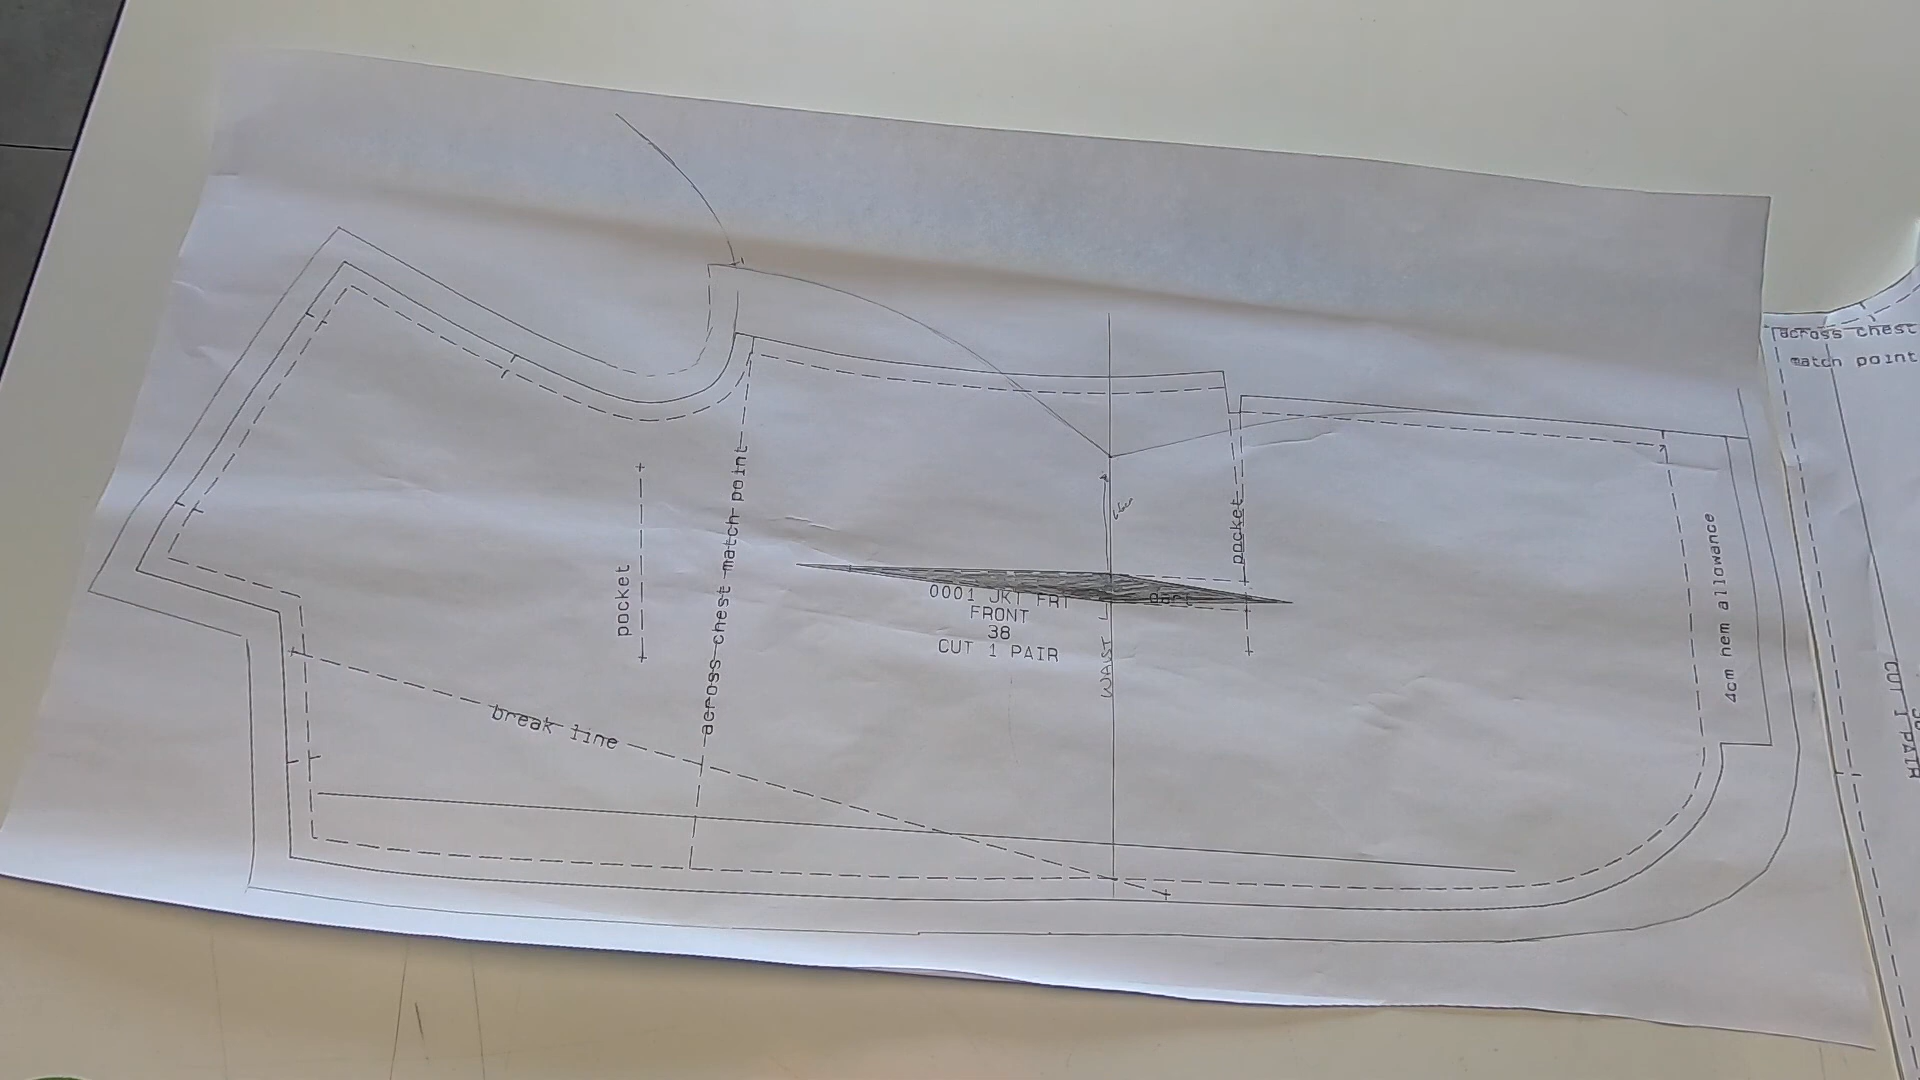 pocket
across chest match point
break line
0001 JKT FRT
FRONT
38
CUT 1 PAIR
WAIST L
pocket
4cm hem allowance
across chest
match point
CUT 1 PAIR